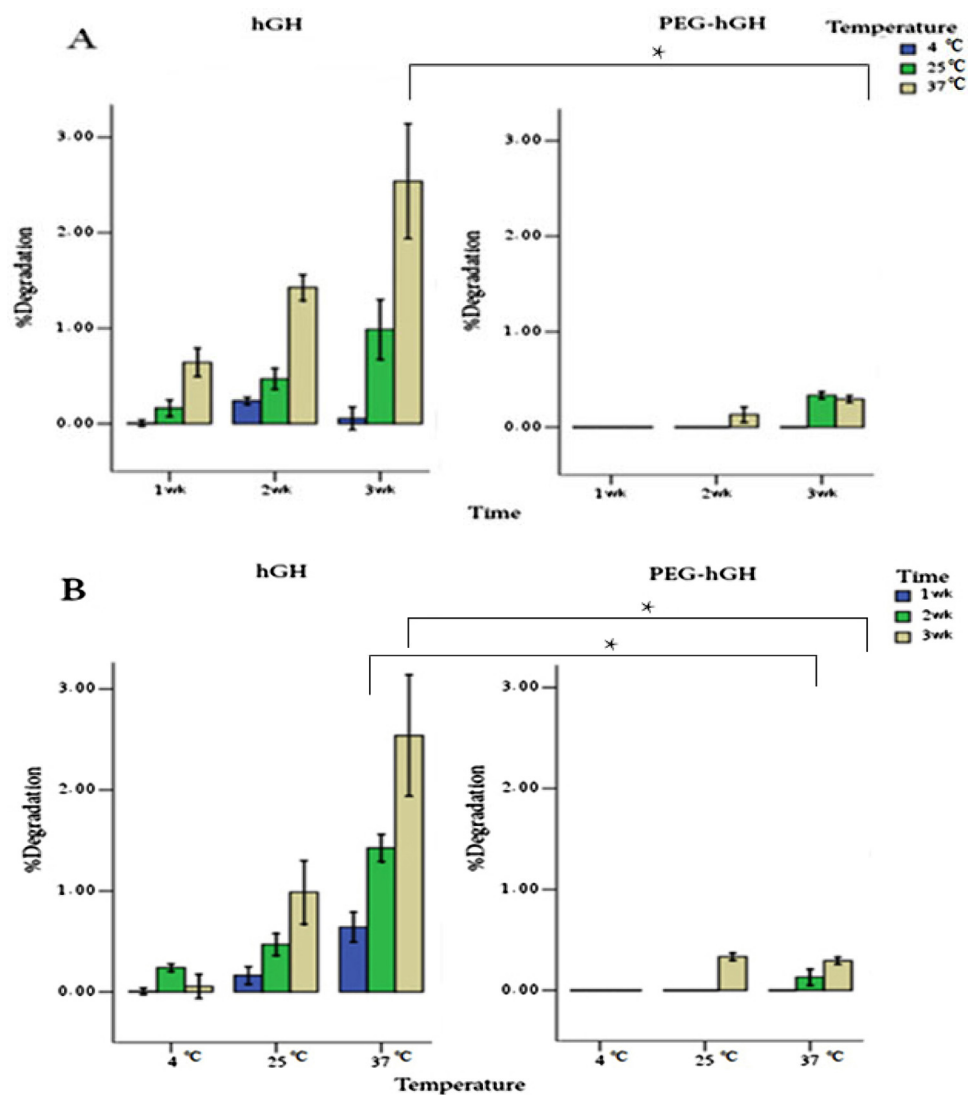 A
hGH
PEG-hGH
Temperature
4 °C
25°C
37°C
*
%Degradation
3.00
2.00
1.00
0.00
1wk
2wk
3wk
%Degradation
3.00
2.00
1.00
0.00
1wk
2wk
3wk
Time
B
hGH
PEG-hGH
Time
1wk
2wk
3wk
*
*
%Degradation
3.00
2.00
1.00
0.00
4 °C
25 °C
37 °C
%Degradation
3.00
2.00
1.00
0.00
4 °C
25 °C
37 °C
Temperature